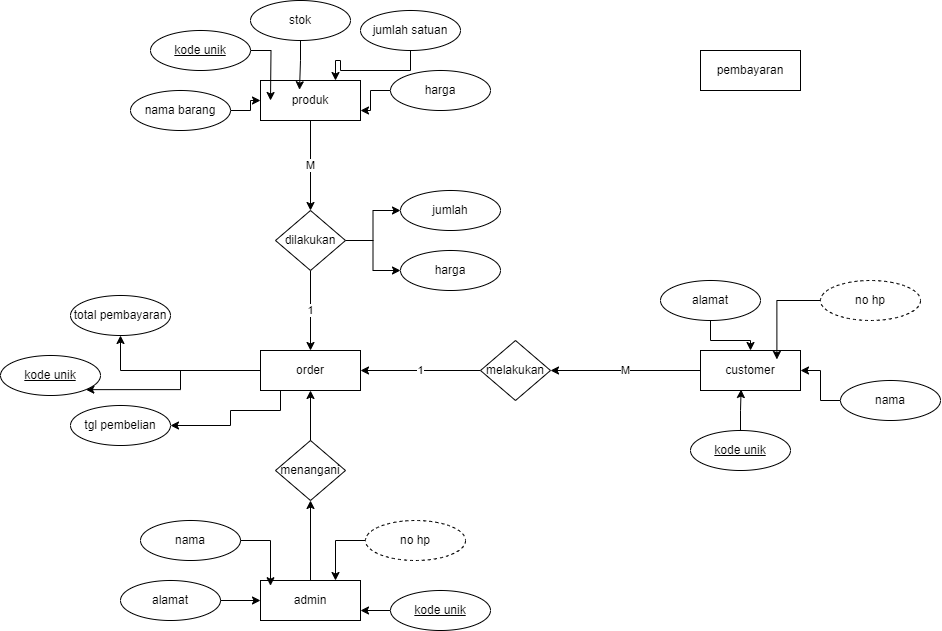 stok
jumlah satuan
kode unik
pembayaran
harga
produk
nama barang
M
jumlah
dilakukan
harga
alamat
no hp
total pembayaran
1
order
1
melakukan
M
customer
kode unik
nama
tgl pembelian
kode unik
menangani
nama
no hp
alamat
admin
kode unik